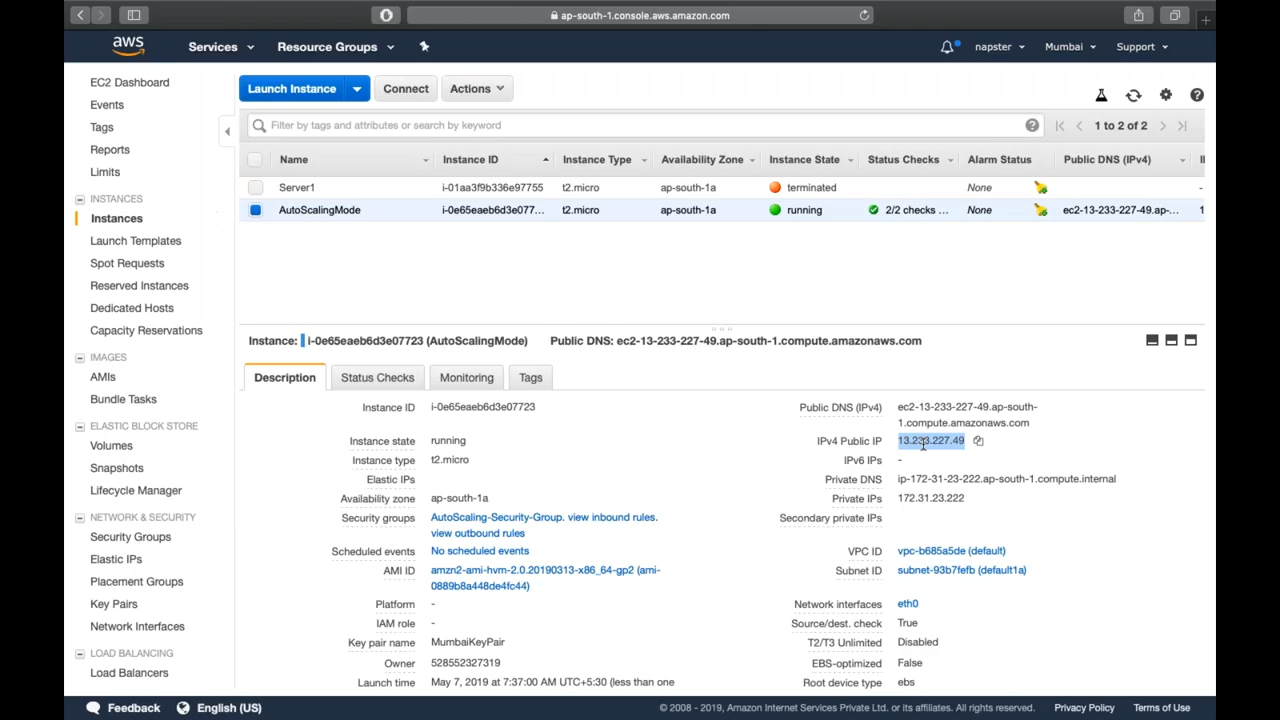 ap-south-1.console.aws.amazon.com
aws Services Resource Groups napster Mumbai Support
EC2 Dashboard
Events
Tags
Reports
Limits
INSTANCES
Instances
Launch Templates
Spot Requests
Reserved Instances
Dedicated Hosts
Capacity Reservations
IMAGES
AMIs
Bundle Tasks
ELASTIC BLOCK STORE
Volumes
Snapshots
Lifecycle Manager
NETWORK & SECURITY
Security Groups
Elastic IPs
Placement Groups
Key Pairs
Network Interfaces
LOAD BALANCING
Load Balancers
Launch Instance Connect Actions
Filter by tags and attributes or search by keyword 1 to 2 of 2
Name Instance ID Instance Type Availability Zone Instance State Status Checks Alarm Status Public DNS (IPv4)
Server1 i-01aa3f9b336e97755 t2.micro ap-south-1a terminated None -
AutoScalingMode i-0e65eaeb6d3e077... t2.micro ap-south-1a running 2/2 checks ... None ec2-13-233-227-49.ap-... 1
Instance: i-0e65eaeb6d3e07723 (AutoScalingMode) Public DNS: ec2-13-233-227-49.ap-south-1.compute.amazonaws.com
Description Status Checks Monitoring Tags
Instance ID i-0e65eaeb6d3e07723
Instance state running
Instance type t2.micro
Elastic IPs
Availability zone ap-south-1a
Security groups AutoScaling-Security-Group. view inbound rules.
view outbound rules
Scheduled events No scheduled events
AMI ID amzn2-ami-hvm-2.0.20190313-x86_64-gp2 (ami-
0889b8a448de4fc44)
Platform -
IAM role -
Key pair name MumbaiKeyPair
Owner 528552327319
Launch time May 7, 2019 at 7:37:00 AM UTC+5:30 (less than one
Public DNS (IPv4) ec2-13-233-227-49.ap-south-
1.compute.amazonaws.com
IPv4 Public IP 13.233.227.49
IPv6 IPs -
Private DNS ip-172-31-23-222.ap-south-1.compute.internal
Private IPs 172.31.23.222
Secondary private IPs
VPC ID vpc-b685a5de (default)
Subnet ID subnet-93b7fefb (default1a)
Network interfaces eth0
Source/dest. check True
T2/T3 Unlimited Disabled
EBS-optimized False
Root device type ebs
Feedback English (US) © 2008 - 2019, Amazon Internet Services Private Ltd. or its affiliates. All rights reserved. Privacy Policy Terms of Use